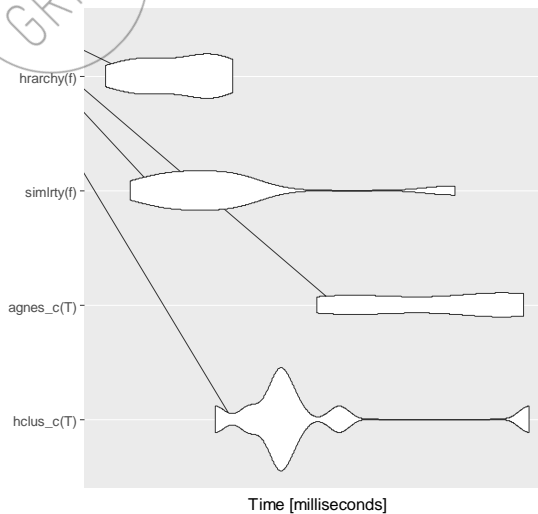 hrarchy(f)
simlrty(f)
agnes_c(T)
hclus_c(T)
Time [milliseconds]